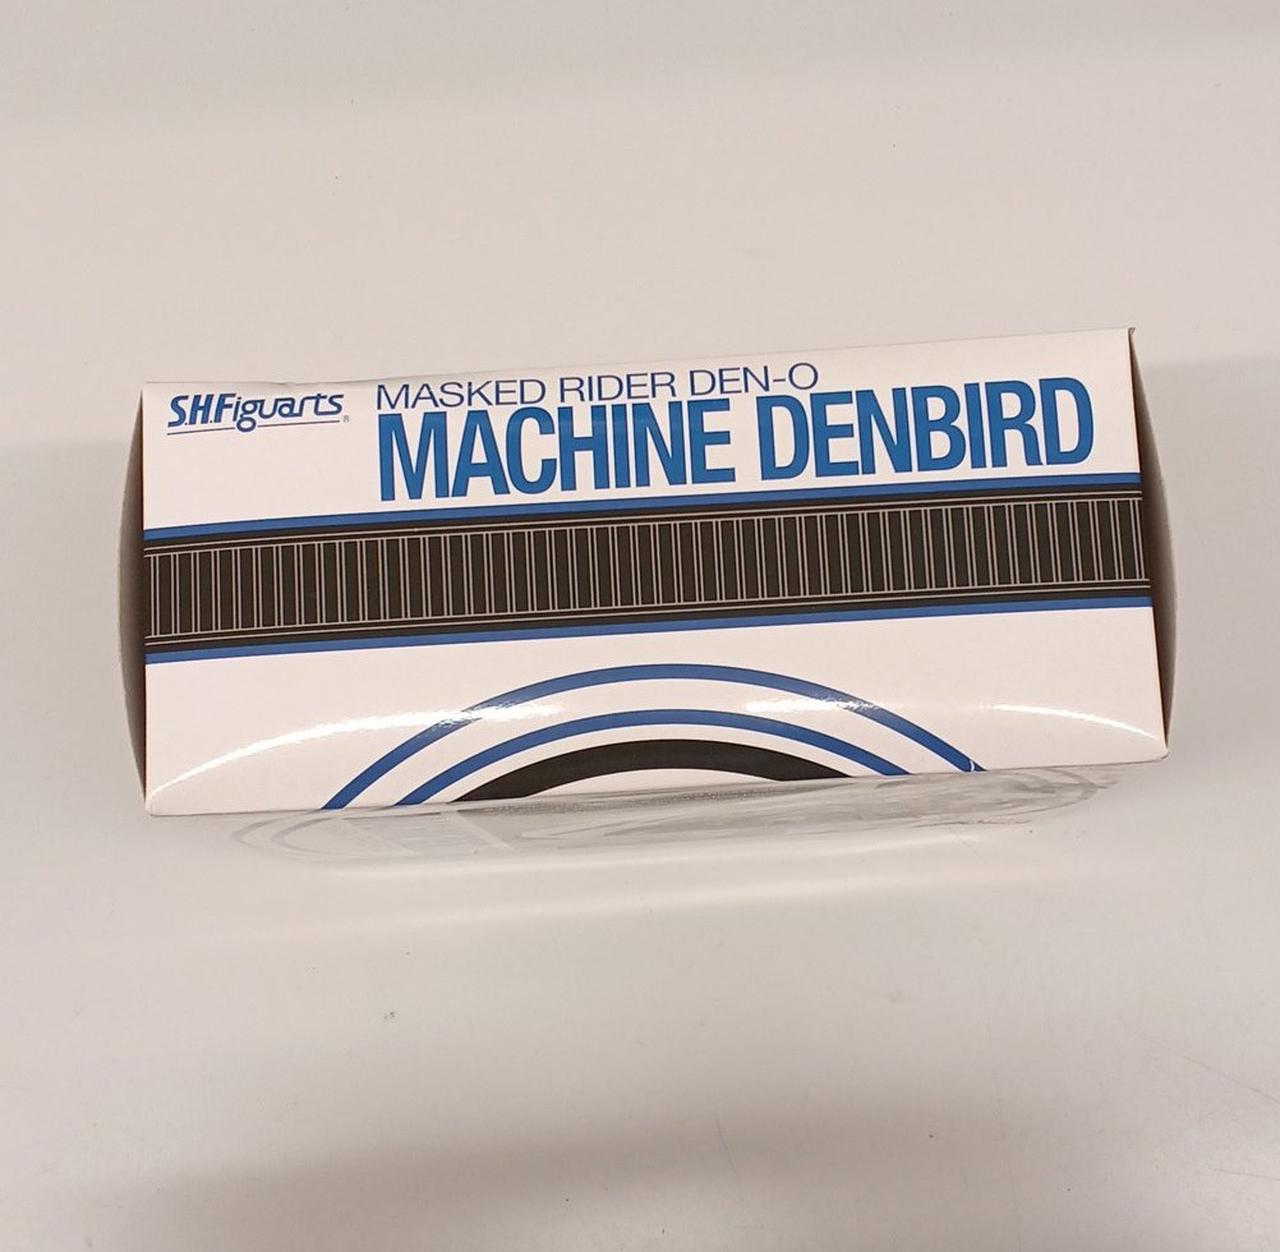 S.H.Figuarts®
MASKED RIDER DEN-O
MACHINE DENBIRD